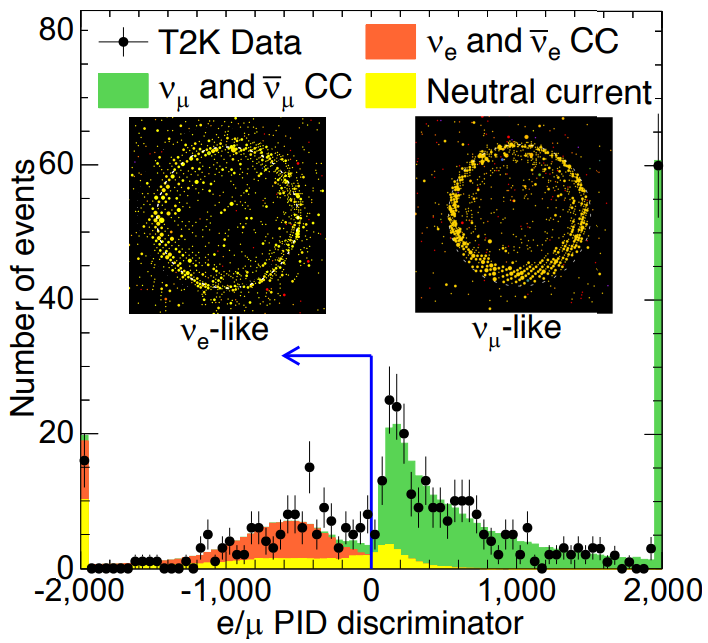 80
60
40
20
0
Number of events
T2K Data
νe and ν̄e CC
νμ and ν̄μ CC
Neutral current
νe-like
νμ-like
-2,000 -1,000 0 1,000 2,000
e/μ PID discriminator